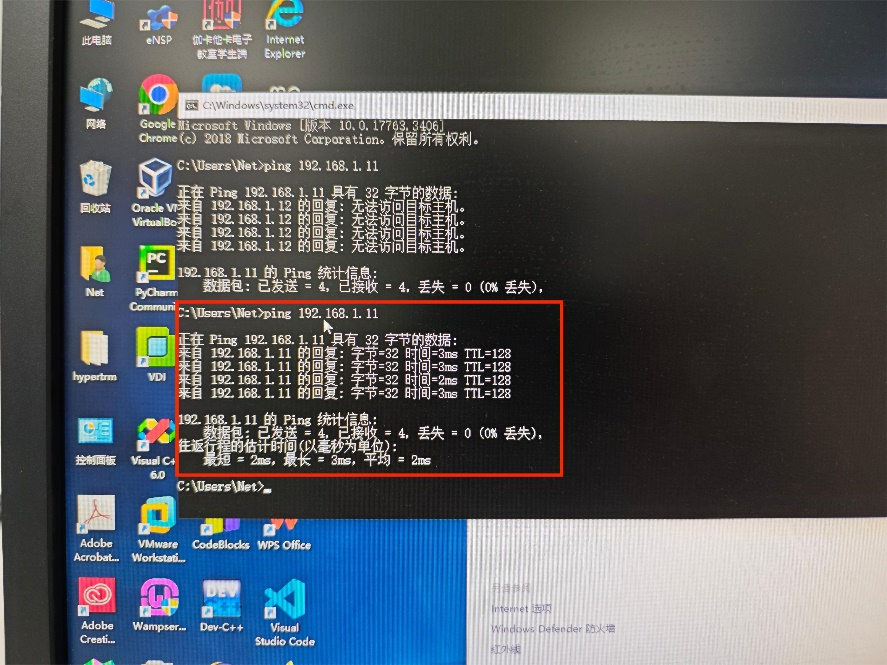 此电脑
eNSP
伽卡他卡电子
教室学生端
Internet
Explorer
网络
Google
Chrome
回收站
Oracle VM
VirtualBo
Net
PyCharm
Communi
hypertrm
VDI
控制面板
Visual C+
6.0
Adobe
Acrobat...
VMware
Workstati...
CodeBlocks
WPS Office
Adobe
Creati...
Wampser...
DEV
Dev-C++
Visual
Studio Code
PC
C:\Windows\system32\cmd.exe
Microsoft Windows [版本 10.0.17763.3406]
(c) 2018 Microsoft Corporation。保留所有权利。
C:\Users\Net>ping 192.168.1.11
正在 Ping 192.168.1.11 具有 32 字节的数据:
来自 192.168.1.12 的回复: 无法访问目标主机。
来自 192.168.1.12 的回复: 无法访问目标主机。
来自 192.168.1.12 的回复: 无法访问目标主机。
来自 192.168.1.12 的回复: 无法访问目标主机。
192.168.1.11 的 Ping 统计信息:
数据包: 已发送 = 4，已接收 = 4，丢失 = 0 (0% 丢失)，
C:\Users\Net>ping 192.168.1.11
正在 Ping 192.168.1.11 具有 32 字节的数据:
来自 192.168.1.11 的回复: 字节=32 时间=3ms TTL=128
来自 192.168.1.11 的回复: 字节=32 时间=3ms TTL=128
来自 192.168.1.11 的回复: 字节=32 时间=2ms TTL=128
来自 192.168.1.11 的回复: 字节=32 时间=3ms TTL=128
192.168.1.11 的 Ping 统计信息:
数据包: 已发送 = 4，已接收 = 4，丢失 = 0 (0% 丢失)，
往返行程的估计时间(以毫秒为单位):
最短 = 2ms，最长 = 3ms，平均 = 2ms
C:\Users\Net>
Internet 选项
Windows Defender 防火墙
红外线